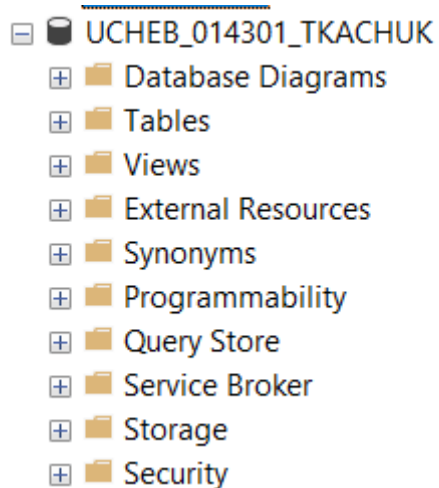 UCHEB_014301_TKACHUK
Database Diagrams
Tables
Views
External Resources
Synonyms
Programmability
Query Store
Service Broker
Storage
Security